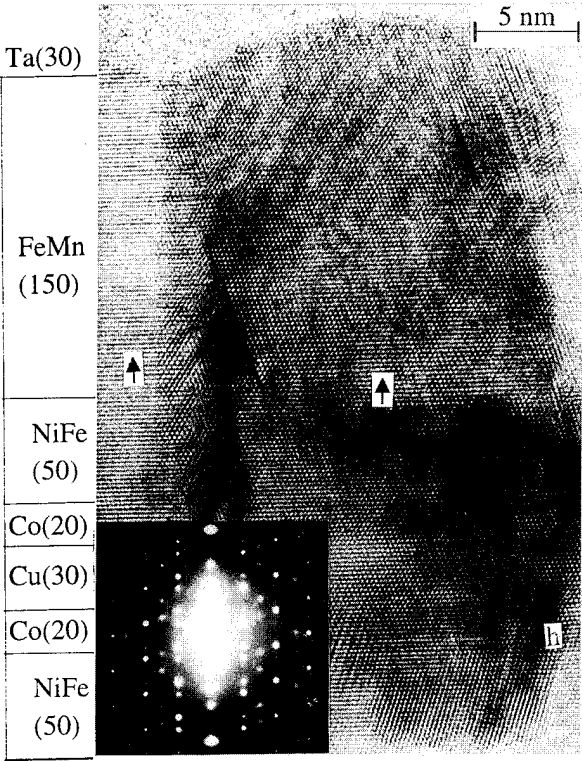 5 nm
Ta(30)
FeMn
(150)
NiFe
(50)
Co(20)
Cu(30)
Co(20)
NiFe
(50)
h